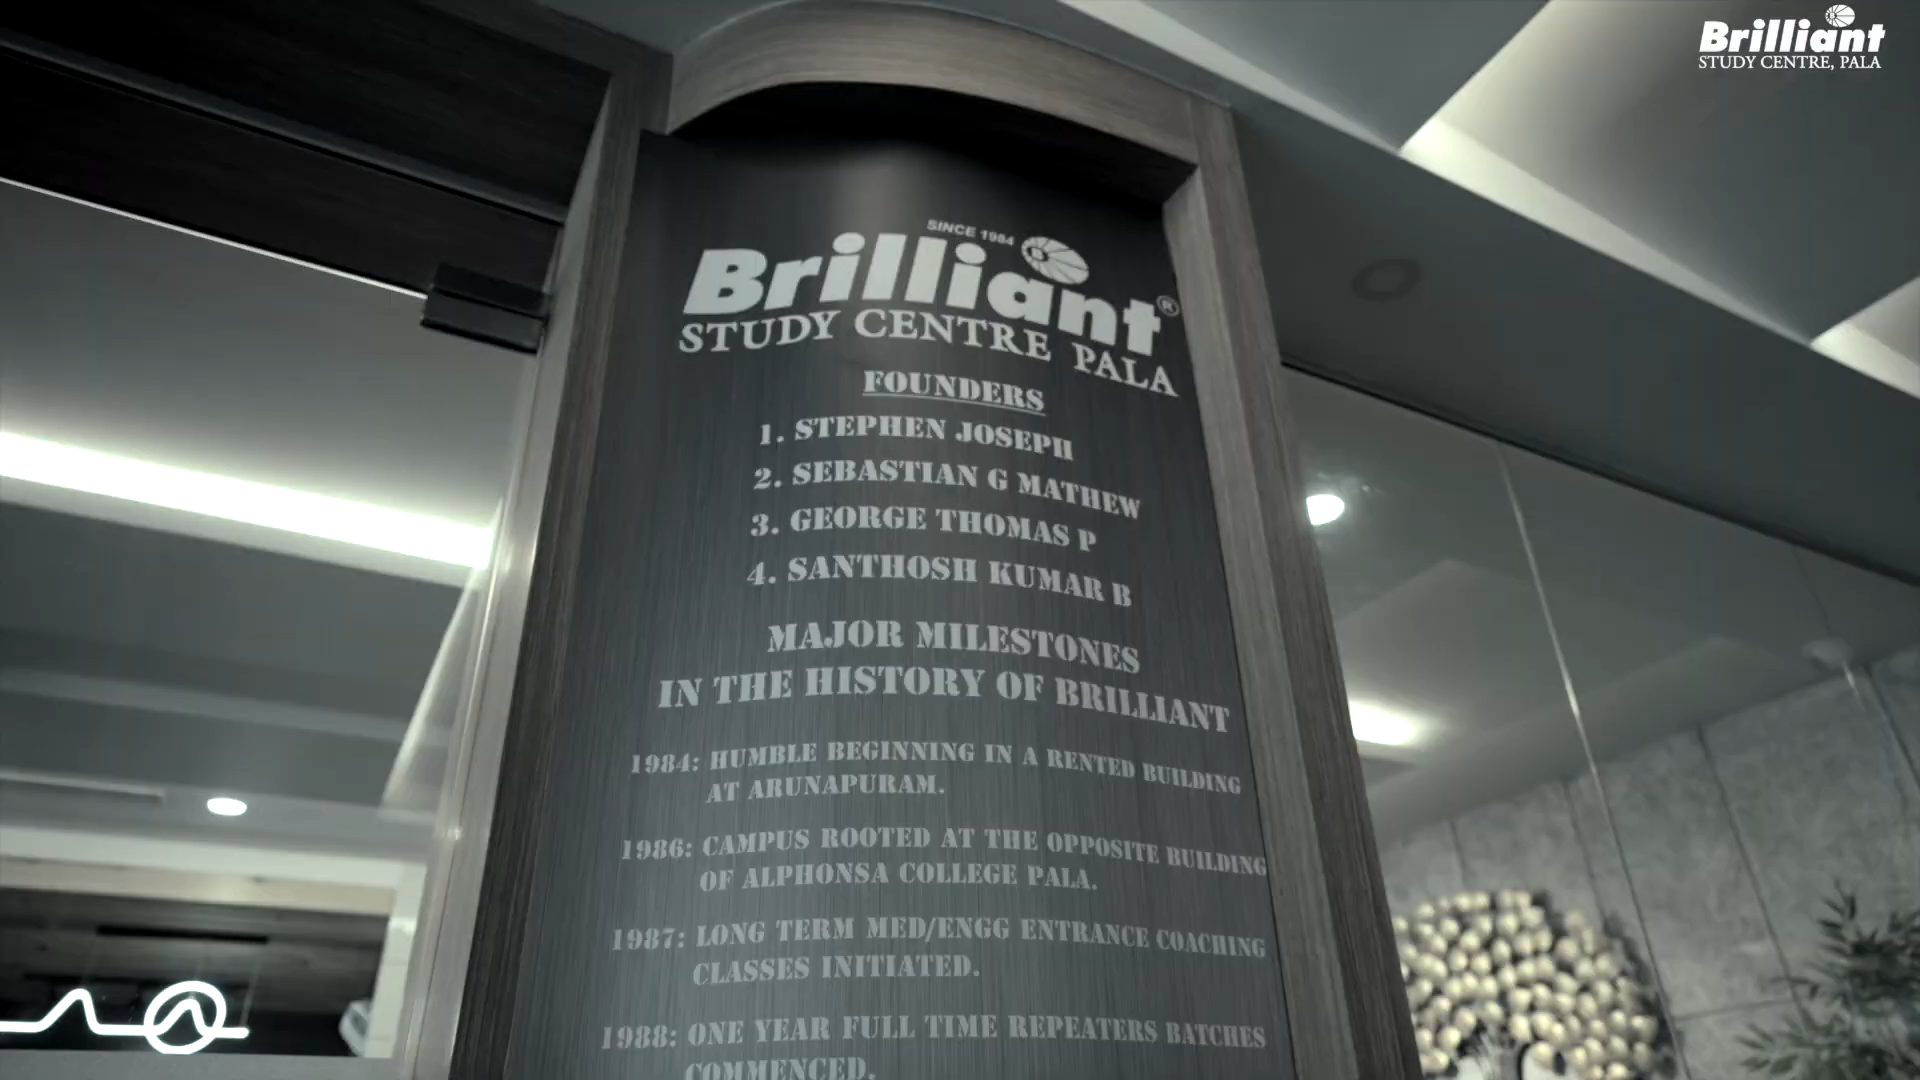 Brilliant
STUDY CENTRE, PALA
SINCE 1984
Brilliant®
STUDY CENTRE PALA
FOUNDERS
1. STEPHEN JOSEPH
2. SEBASTIAN G MATHEW
3. GEORGE THOMAS P
4. SANTHOSH KUMAR B
MAJOR MILESTONES
IN THE HISTORY OF BRILLIANT
1984: HUMBLE BEGINNING IN A RENTED BUILDING
AT ARUNAPURAM.
1986: CAMPUS ROOTED AT THE OPPOSITE BUILDING
OF ALPHONSA COLLEGE PALA.
1987: LONG TERM MED/ENGG ENTRANCE COACHING
CLASSES INITIATED.
1988: ONE YEAR FULL TIME REPEATERS BATCHES
COMMENCED.